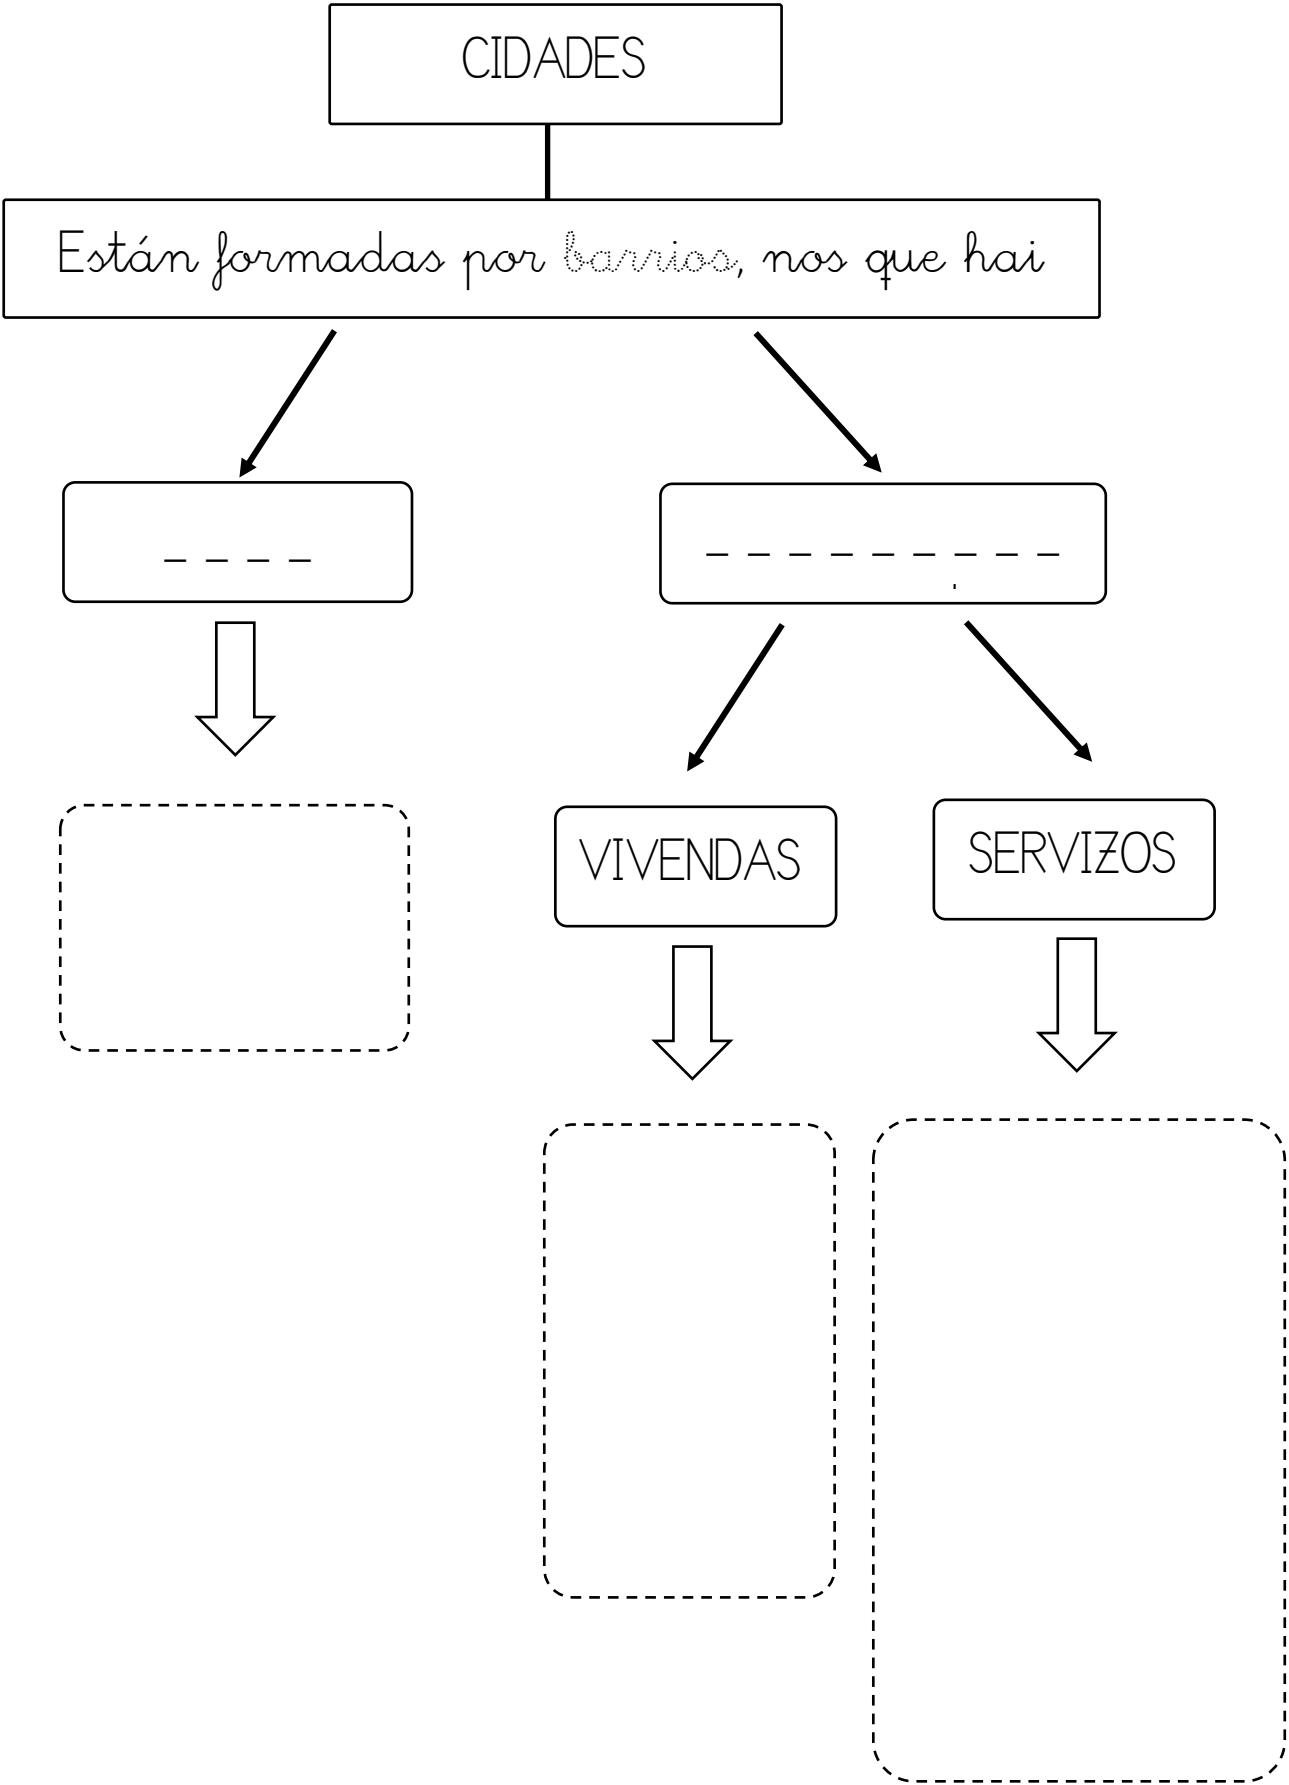 CIDADES
Están formadas por barrios, nos que hai
_ _ _ _
_ _ _ _ _ _ _ _ _
VIVENDAS
SERVIZOS